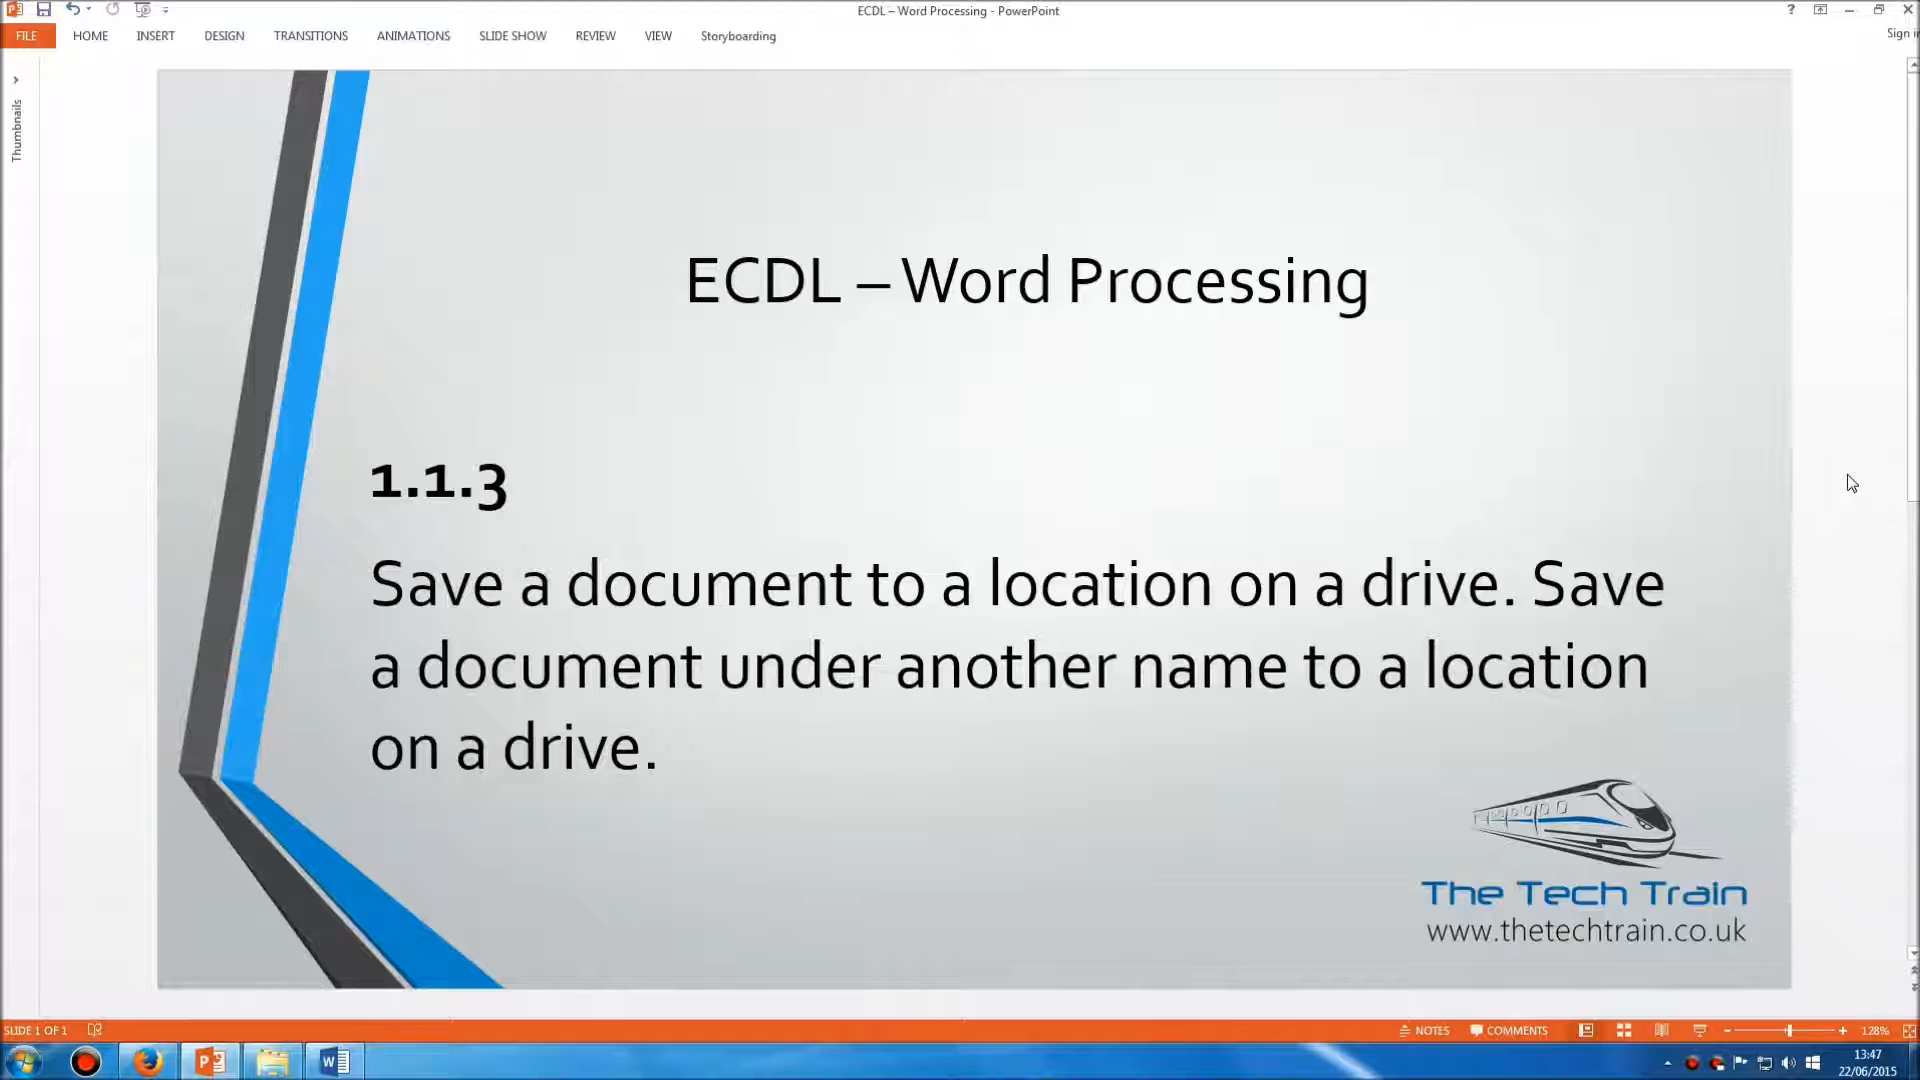 ECDL – Word Processing - PowerPoint
?
Sign in
FILE HOME INSERT DESIGN TRANSITIONS ANIMATIONS SLIDE SHOW REVIEW VIEW Storyboarding
Thumbnails
ECDL – Word Processing
1.1.3
Save a document to a location on a drive. Save
a document under another name to a location
on a drive.
The Tech Train
www.thetechtrain.co.uk
SLIDE 1 OF 1 NOTES COMMENTS 128%
13:47
22/06/2015